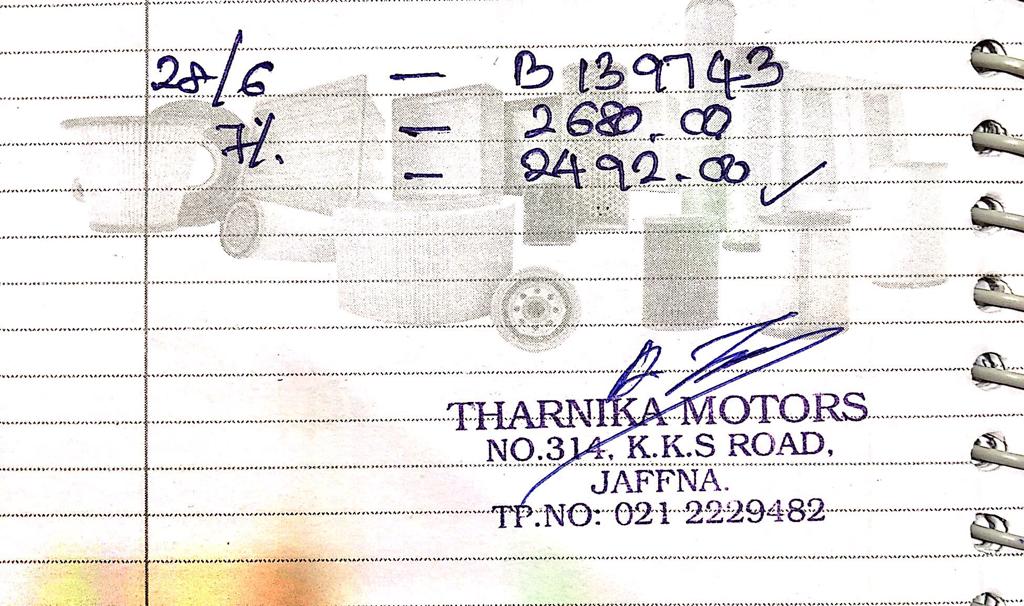 28/6 - B 139743
7%. - 2680.00
- 2492.00 ✓
THARNIKA MOTORS
NO.314, K.K.S ROAD,
JAFFNA.
TP.NO: 021 2229482